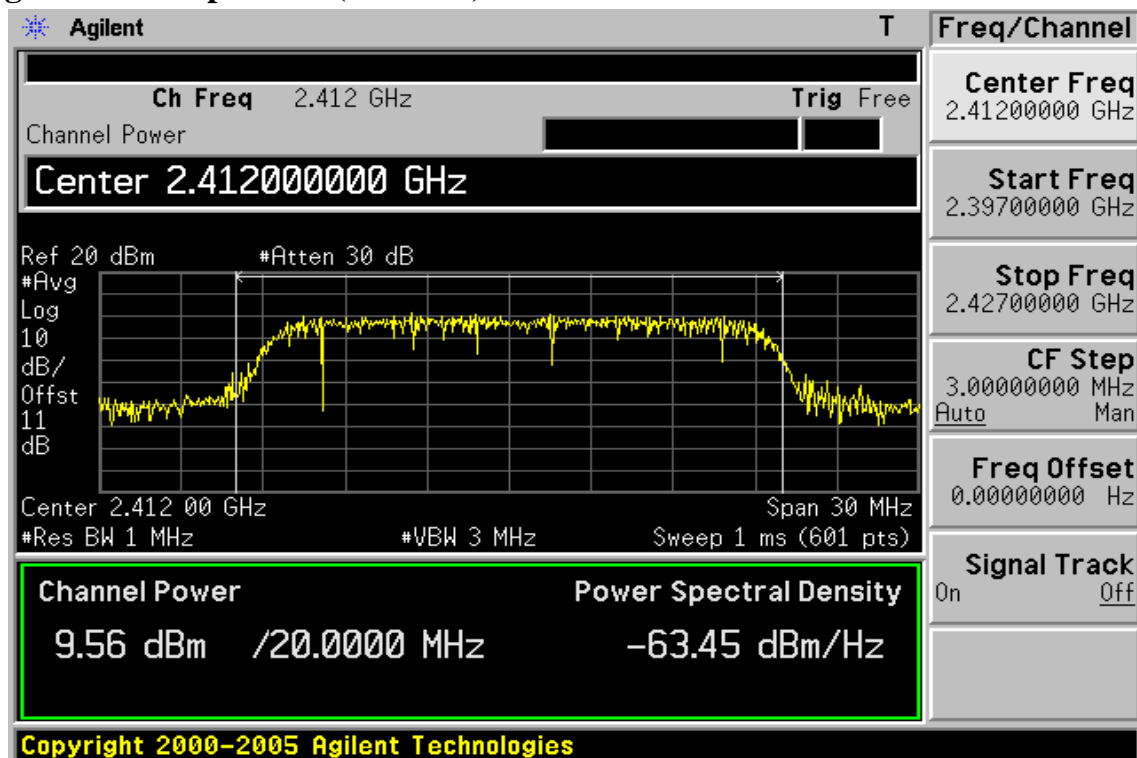 Agilent T
Freq/Channel
Ch Freq 2.412 GHz Trig Free
Channel Power
Center 2.412000000 GHz
Ref 20 dBm #Atten 30 dB
#Avg
Log
10
dB/
Offst
11
dB
Center 2.412 00 GHz Span 30 MHz
#Res BW 1 MHz #VBW 3 MHz Sweep 1 ms (601 pts)
Channel Power Power Spectral Density
9.56 dBm /20.0000 MHz -63.45 dBm/Hz
Center Freq
2.41200000 GHz
Start Freq
2.39700000 GHz
Stop Freq
2.42700000 GHz
CF Step
3.00000000 MHz
Auto Man
Freq Offset
0.00000000 Hz
Signal Track
On Off
Copyright 2000-2005 Agilent Technologies